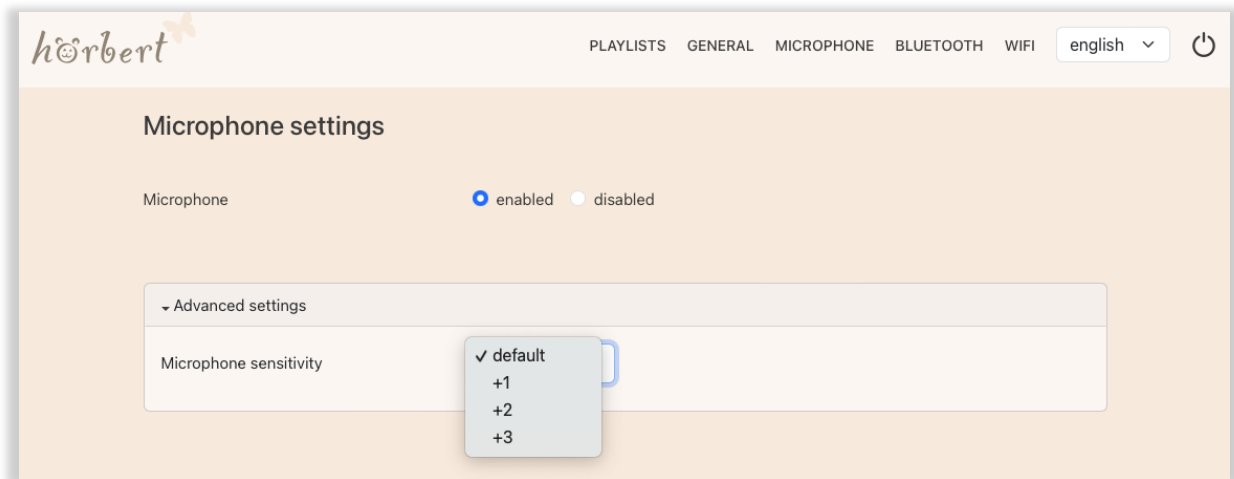 hörbert
PLAYLISTS GENERAL MICROPHONE BLUETOOTH WIFI english
Microphone settings
Microphone enabled disabled
Advanced settings
Microphone sensitivity
default
+1
+2
+3